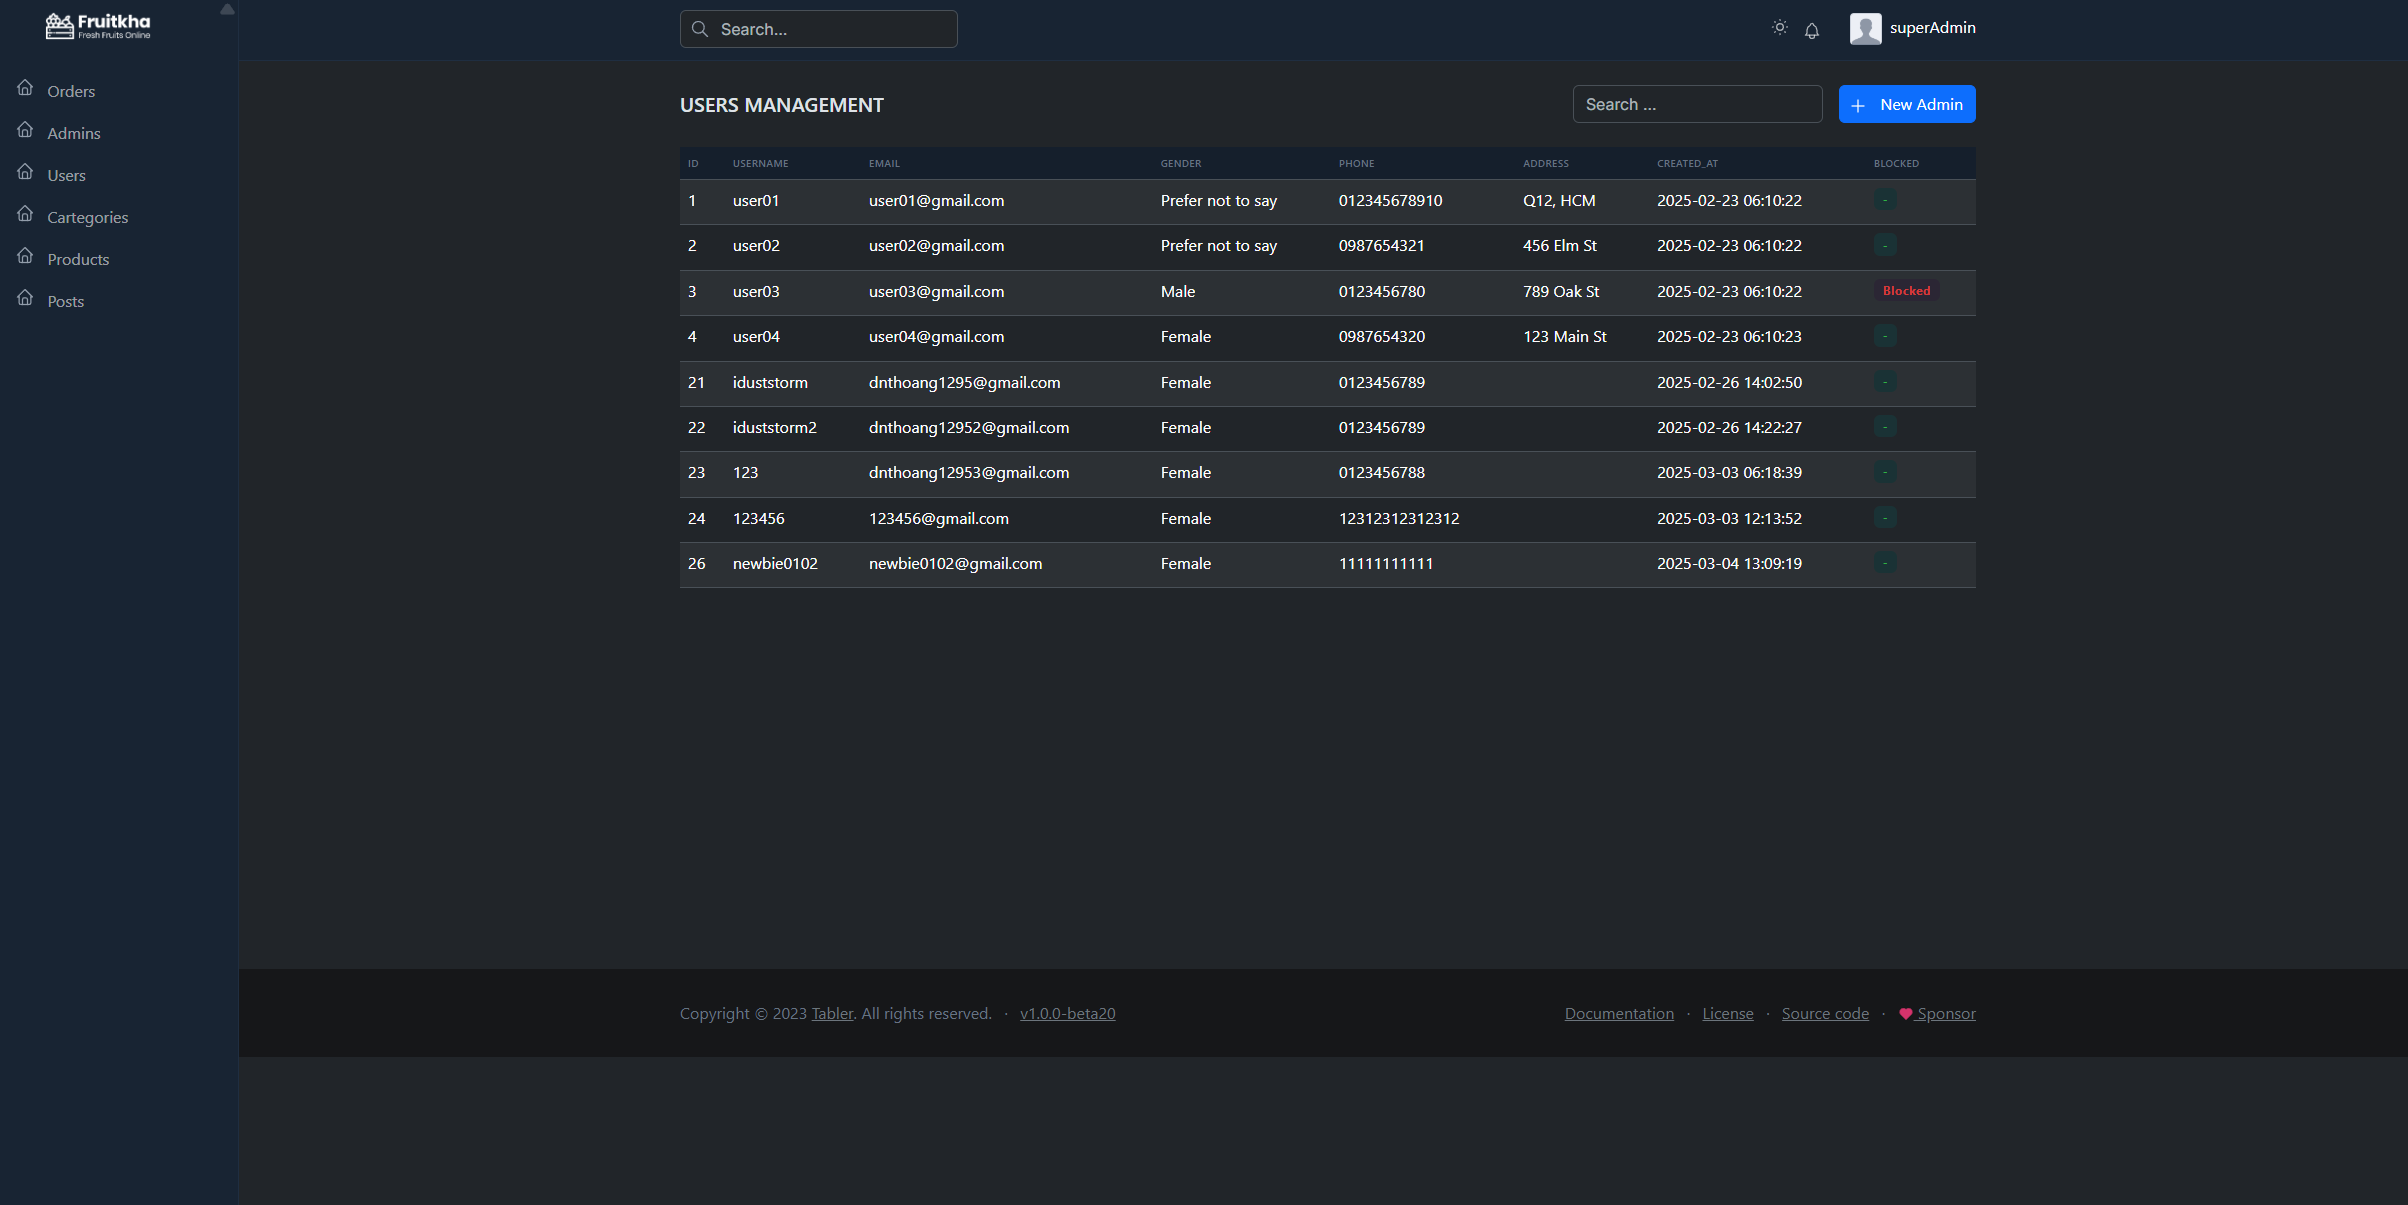 Fruitkha
Fresh Fruits Online
Search...
superAdmin
Orders
Admins
Users
Cartegories
Products
Posts
USERS MANAGEMENT
Search ...
New Admin
ID USERNAME EMAIL GENDER PHONE ADDRESS CREATED_AT BLOCKED
1 user01 user01@gmail.com Prefer not to say 012345678910 Q12, HCM 2025-02-23 06:10:22 -
2 user02 user02@gmail.com Prefer not to say 0987654321 456 Elm St 2025-02-23 06:10:22 -
3 user03 user03@gmail.com Male 0123456780 789 Oak St 2025-02-23 06:10:22 Blocked
4 user04 user04@gmail.com Female 0987654320 123 Main St 2025-02-23 06:10:23 -
21 iduststorm dnthoang1295@gmail.com Female 0123456789 2025-02-26 14:02:50 -
22 iduststorm2 dnthoang12952@gmail.com Female 0123456789 2025-02-26 14:22:27 -
23 123 dnthoang12953@gmail.com Female 0123456788 2025-03-03 06:18:39 -
24 123456 123456@gmail.com Female 12312312312312 2025-03-03 12:13:52 -
26 newbie0102 newbie0102@gmail.com Female 11111111111 2025-03-04 13:09:19 -
Copyright © 2023 Tabler. All rights reserved. · v1.0.0-beta20
Documentation · License · Source code · Sponsor